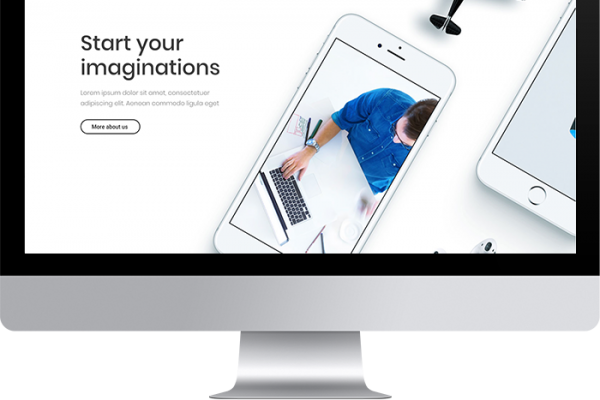 Start your
imaginations
Lorem ipsum dolor sit amet, consectetuer
adipiscing elit. Aenean commodo ligula eget
More about us